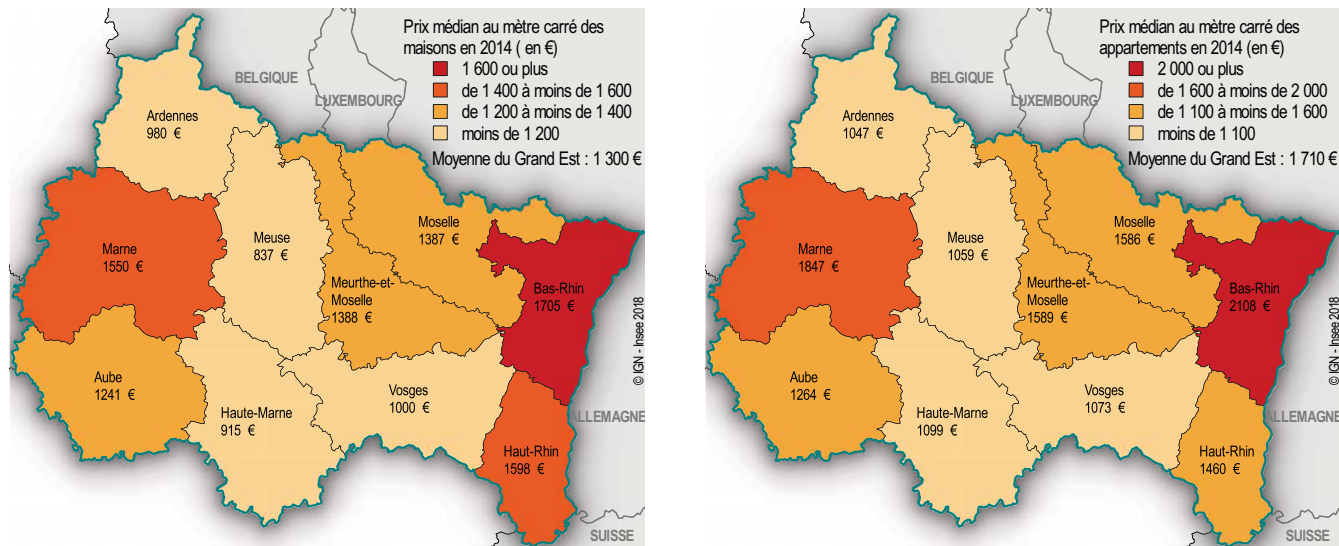 Prix médian au mètre carré des
maisons en 2014 ( en €)
1 600 ou plus
de 1 400 à moins de 1 600
de 1 200 à moins de 1 400
moins de 1 200
Moyenne du Grand Est : 1 300 €
BELGIQUE
LUXEMBOURG
Ardennes
980 €
Moselle
1387 €
Marne
1550 €
Meuse
837 €
Meurthe-et-
Moselle
1388 €
Bas-Rhin
1705 €
Aube
1241 €
Vosges
1000 €
Haute-Marne
915 €
Haut-Rhin
1598 €
ALLEMAGNE
SUISSE
© IGN - Insee 2018
Prix médian au mètre carré des
appartements en 2014 (en €)
2 000 ou plus
de 1 600 à moins de 2 000
de 1 100 à moins de 1 600
moins de 1 100
Moyenne du Grand Est : 1 710 €
BELGIQUE
LUXEMBOURG
Ardennes
1047 €
Moselle
1586 €
Marne
1847 €
Meuse
1059 €
Meurthe-et-
Moselle
1589 €
Bas-Rhin
2108 €
Aube
1264 €
Vosges
1073 €
Haute-Marne
1099 €
Haut-Rhin
1460 €
ALLEMAGNE
SUISSE
© IGN - Insee 2018